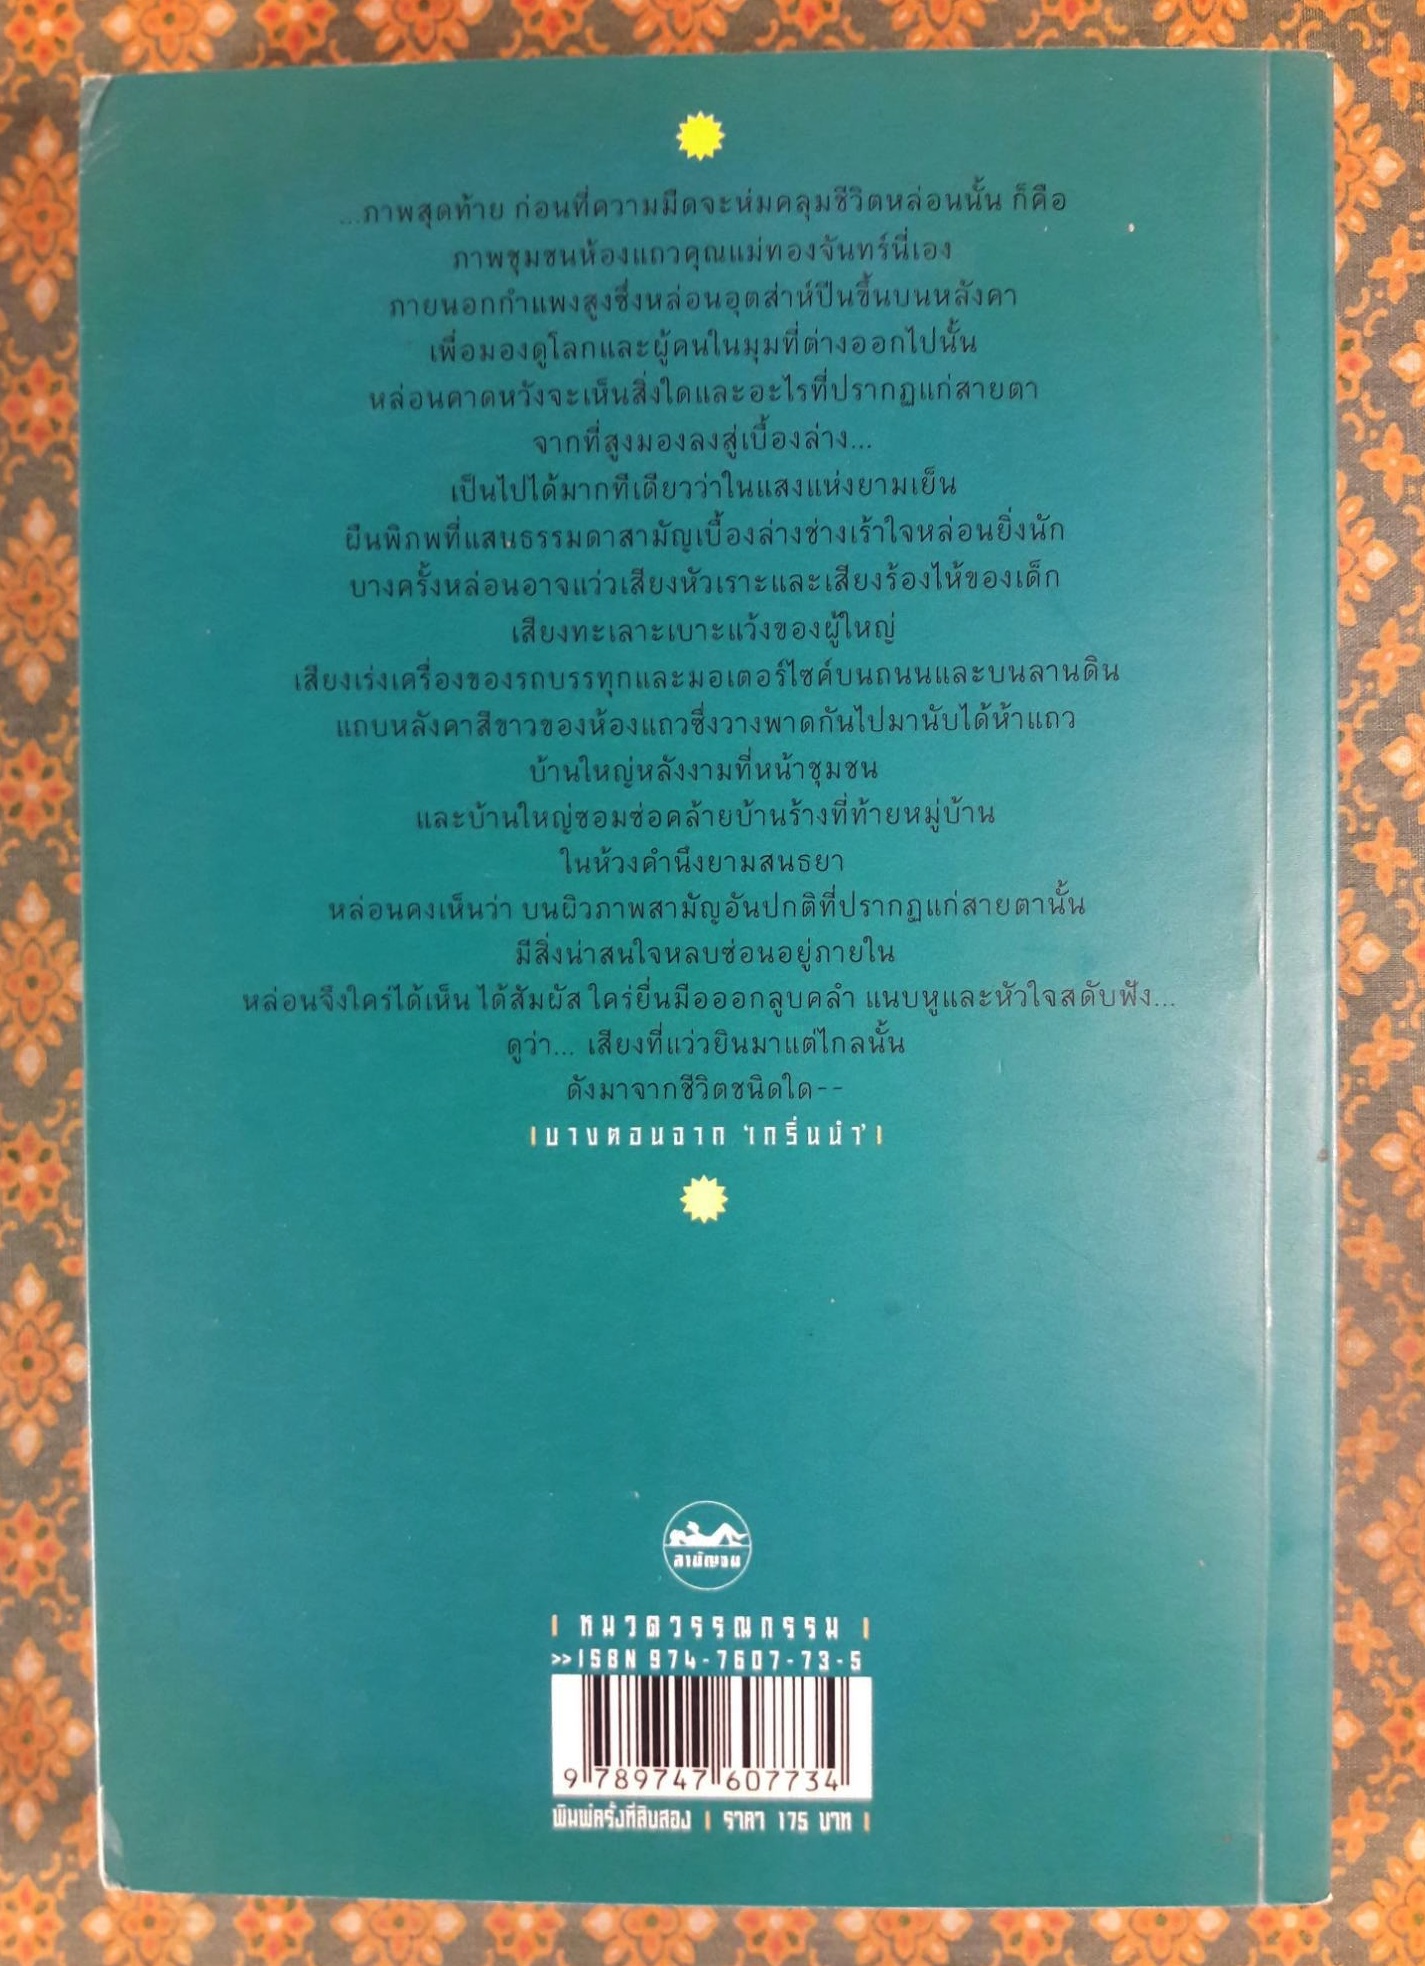 ...ภาพสุดท้าย ก่อนที่ความมืดจะห่มคลุมชีวิตหล่อนนั้น ก็คือ
ภาพชุมชนห้องแถวคุณแม่ทองจันทร์นี่เอง
ภายนอกกำแพงสูงซึ่งหล่อนอุตส่าห์ปีนขึ้นบนหลังคา
เพื่อมองดูโลกและผู้คนในมุมที่ต่างออกไปนั้น
หล่อนคาดหวังจะเห็นสิ่งใดและอะไรที่ปรากฏแก่สายตา
จากที่สูงมองลงสู่เบื้องล่าง...
เป็นไปได้มากทีเดียวว่าในแสงแห่งยามเย็น
ผืนพิภพที่แสนธรรมดาสามัญเบื้องล่างช่างเร้าใจหล่อนยิ่งนัก
บางครั้งหล่อนอาจแว่วเสียงหัวเราะและเสียงร้องไห้ของเด็ก
เสียงทะเลาะเบาะแว้งของผู้ใหญ่
เสียงเร่งเครื่องของรถบรรทุกและมอเตอร์ไซค์บนถนนและบนลานดิน
แถบหลังคาสีขาวของห้องแถวซึ่งวางพาดกันไปมานับได้ห้าแถว
บ้านใหญ่หลังงามที่หน้าชุมชน
และบ้านใหญ่ซอมซ่อคล้ายบ้านร้างที่ท้ายหมู่บ้าน
ในห้วงคำนึงยามสนธยา
หล่อนคงเห็นว่า บนผิวภาพสามัญอันปกติที่ปรากฏแก่สายตานั้น
มีสิ่งน่าสนใจหลบซ่อนอยู่ภายใน
หล่อนจึงใคร่ได้เห็น ได้สัมผัส ใคร่ยื่นมือออกลูบคลำ แนบหูและหัวใจสดับฟัง...
ดูว่า... เสียงที่แว่วยินมาแต่ไกลนั้น
ดังมาจากชีวิตชนิดใด--
|บางตอนจาก 'เกริ่นนำ'|
สามัญชน
| หมวดวรรณกรรม |
>>ISBN 974-7607-73-5
9 789747 607734
พิมพ์ครั้งที่สิบสอง | ราคา 175 บาท |